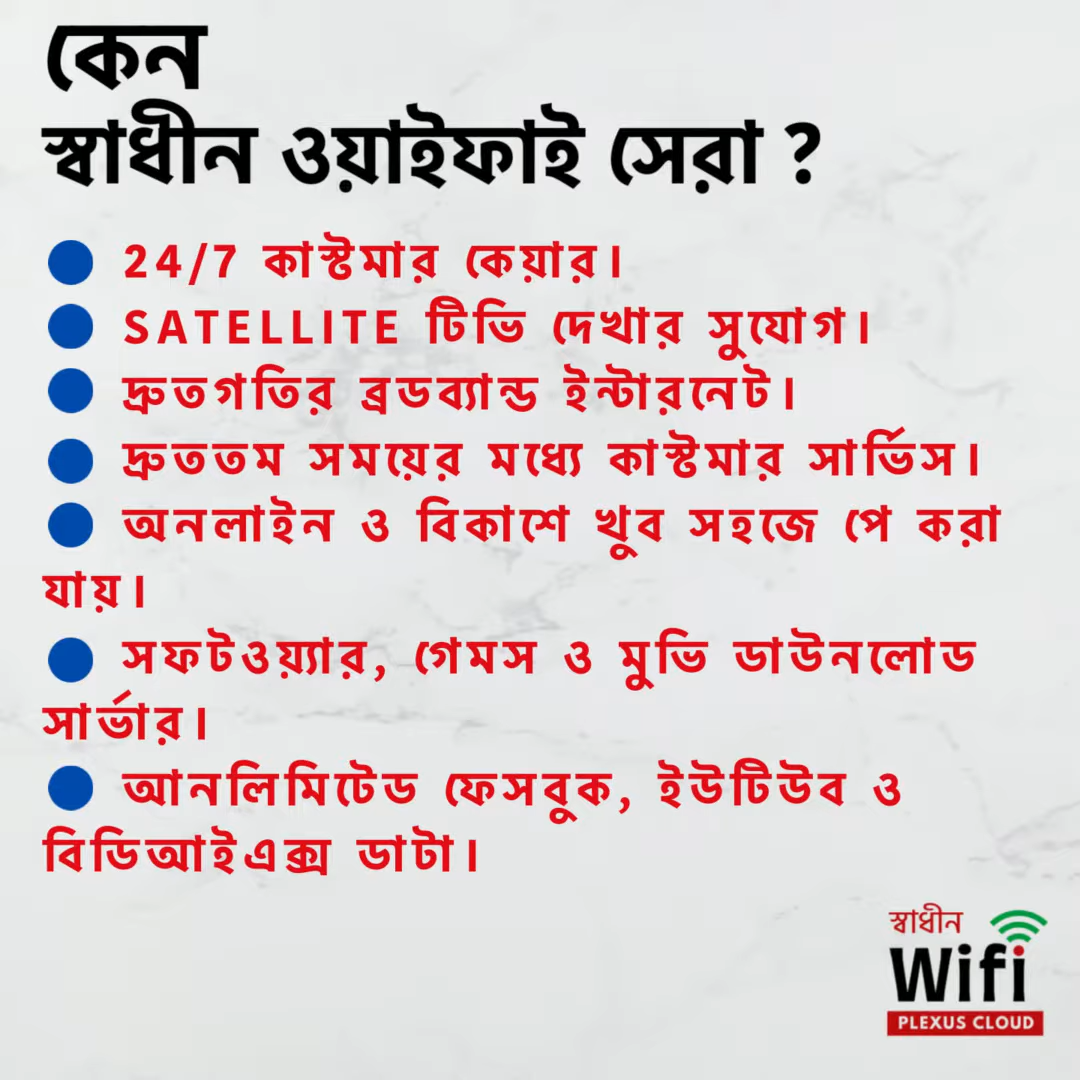 কেন
স্বাধীন ওয়াইফাই সেরা ?
24/7 কাস্টমার কেয়ার।
SATELLITE টিভি দেখার সুযোগ।
দ্রুতগতির ব্রডব্যান্ড ইন্টারনেট।
দ্রুততম সময়ের মধ্যে কাস্টমার সার্ভিস।
অনলাইন ও বিকাশে খুব সহজে পে করা
যায়।
সফটওয়্যার, গেমস ও মুভি ডাউনলোড
সার্ভার।
আনলিমিটেড ফেসবুক, ইউটিউব ও
বিডিআইএক্স ডাটা।
স্বাধীন
Wifi
PLEXUS CLOUD